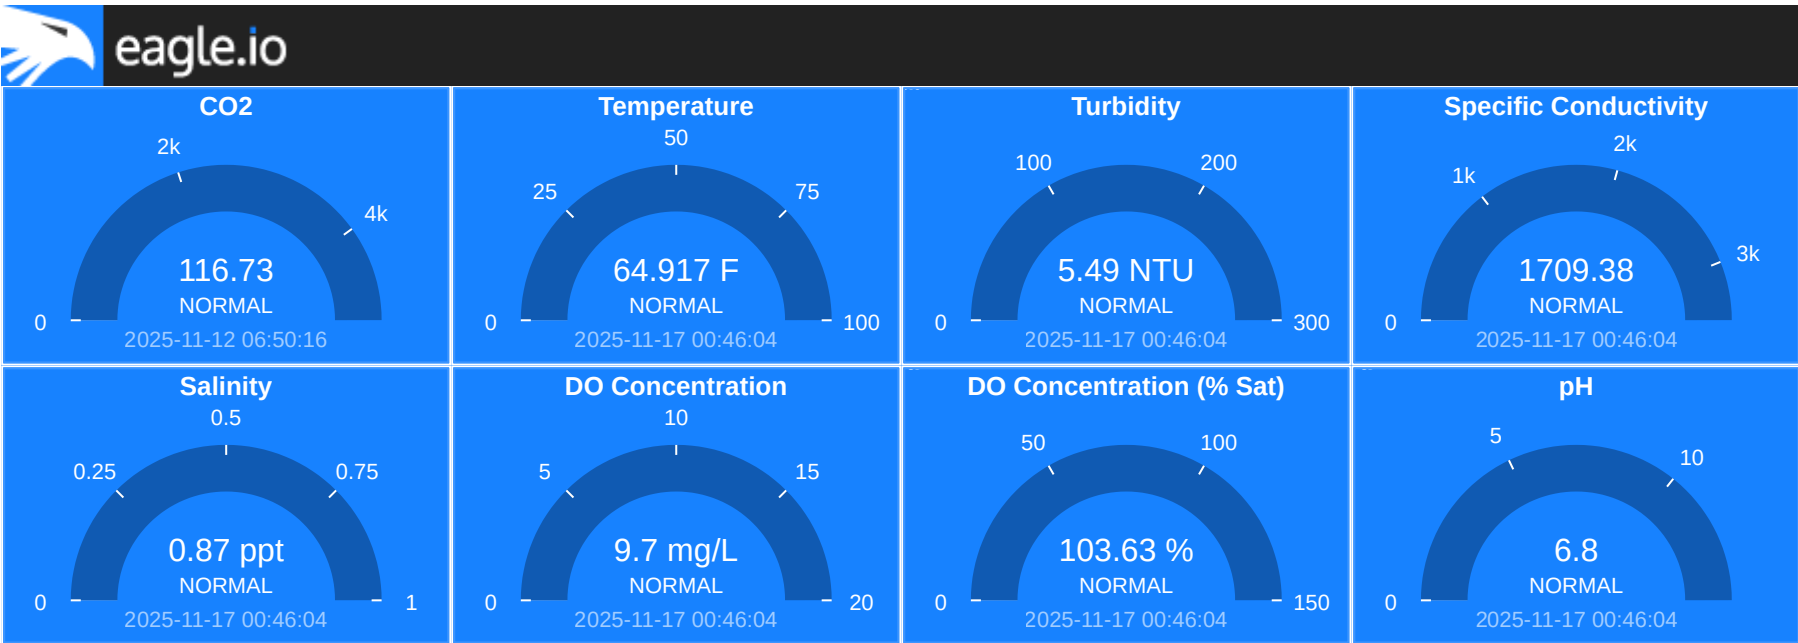 eagle.io
CO2
2k
4k
0
116.73
NORMAL
2025-11-12 06:50:16
Temperature
50
25
75
0
100
64.917 F
NORMAL
2025-11-17 00:46:04
Turbidity
100
200
0
300
5.49 NTU
NORMAL
2025-11-17 00:46:04
Specific Conductivity
2k
1k
3k
0
1709.38
NORMAL
2025-11-17 00:46:04
Salinity
0.5
0.25
0.75
0
1
0.87 ppt
NORMAL
2025-11-17 00:46:04
DO Concentration
10
5
15
0
20
9.7 mg/L
NORMAL
2025-11-17 00:46:04
DO Concentration (% Sat)
50
100
0
150
103.63 %
NORMAL
2025-11-17 00:46:04
pH
5
10
0
6.8
NORMAL
2025-11-17 00:46:04